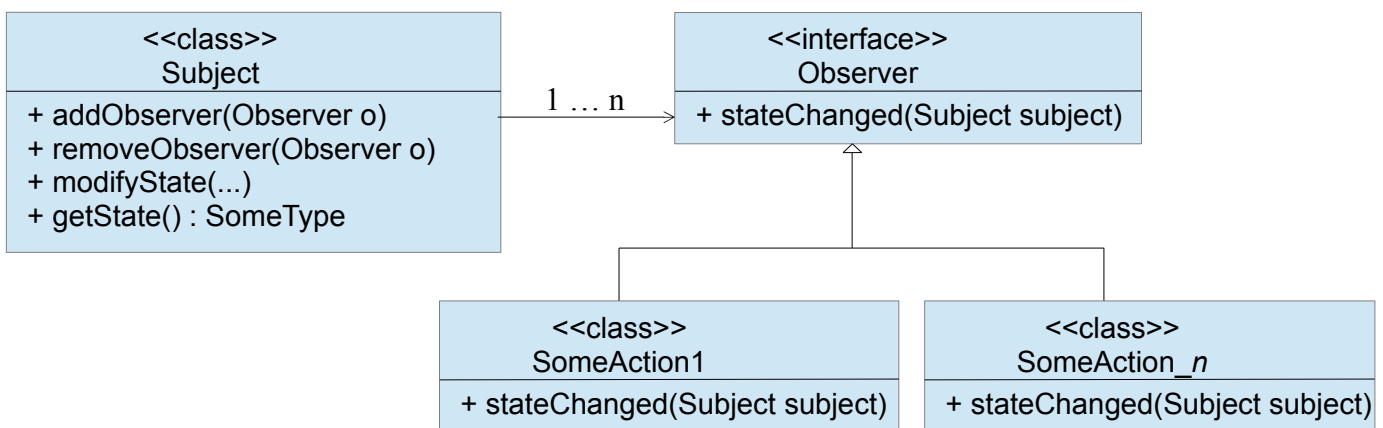 <<class>>
Subject
+ addObserver(Observer o)
+ removeObserver(Observer o)
+ modifyState(...)
+ getState() : SomeType
1 ... n
<<interface>>
Observer
+ stateChanged(Subject subject)
<<class>>
SomeAction1
+ stateChanged(Subject subject)
<<class>>
SomeAction_n
+ stateChanged(Subject subject)